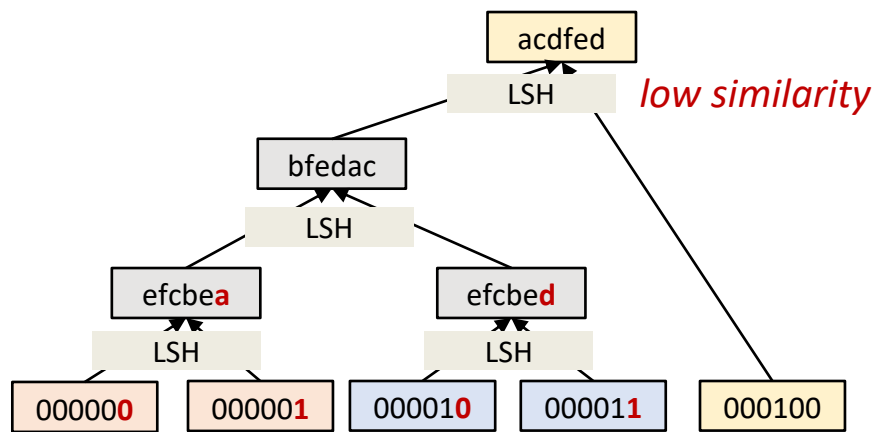 acdfed
LSH
low similarity
bfedac
LSH
efcbea
efcbed
LSH
LSH
000000
000001
000010
000011
000100